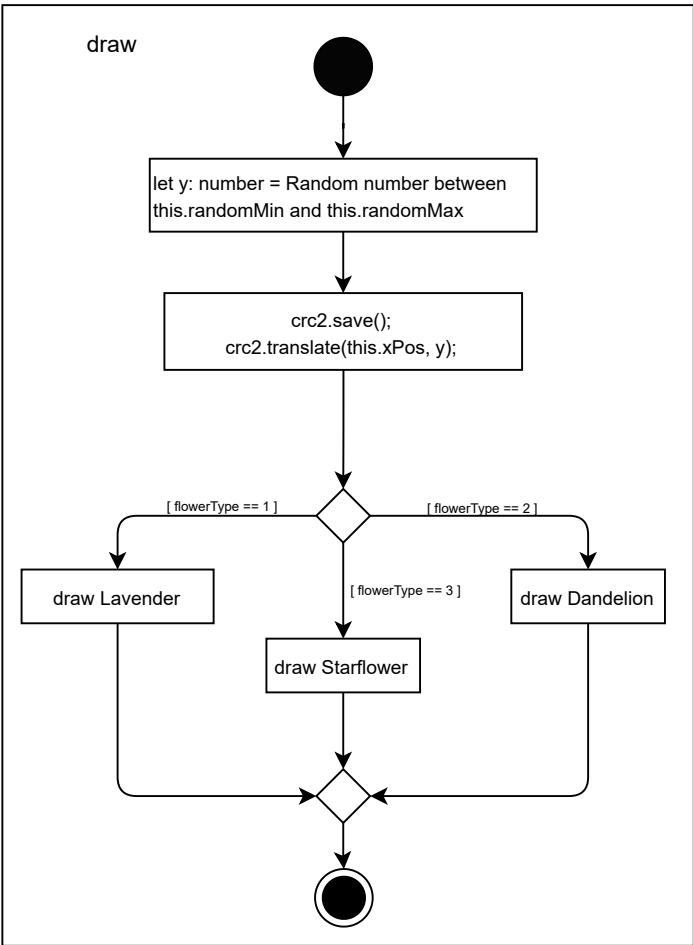 draw
let y: number = Random number between
this.randomMin and this.randomMax
crc2.save();
crc2.translate(this.xPos, y);
[ flowerType == 1 ]
[ flowerType == 2 ]
[ flowerType == 3 ]
draw Lavender
draw Dandelion
draw Starflower